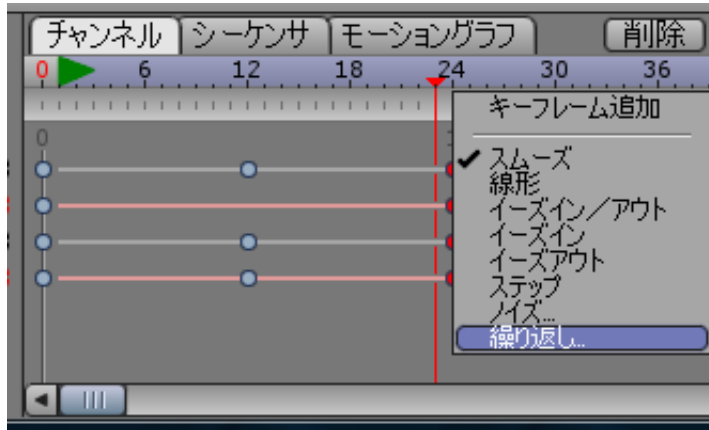 チャンネル シーケンサ モーショングラフ 削除
0 6 12 18 24 30 36
キーフレーム追加
0
スムーズ
線形
イーズイン／アウト
イーズイン
イーズアウト
ステップ
ノイズ...
繰り返し...